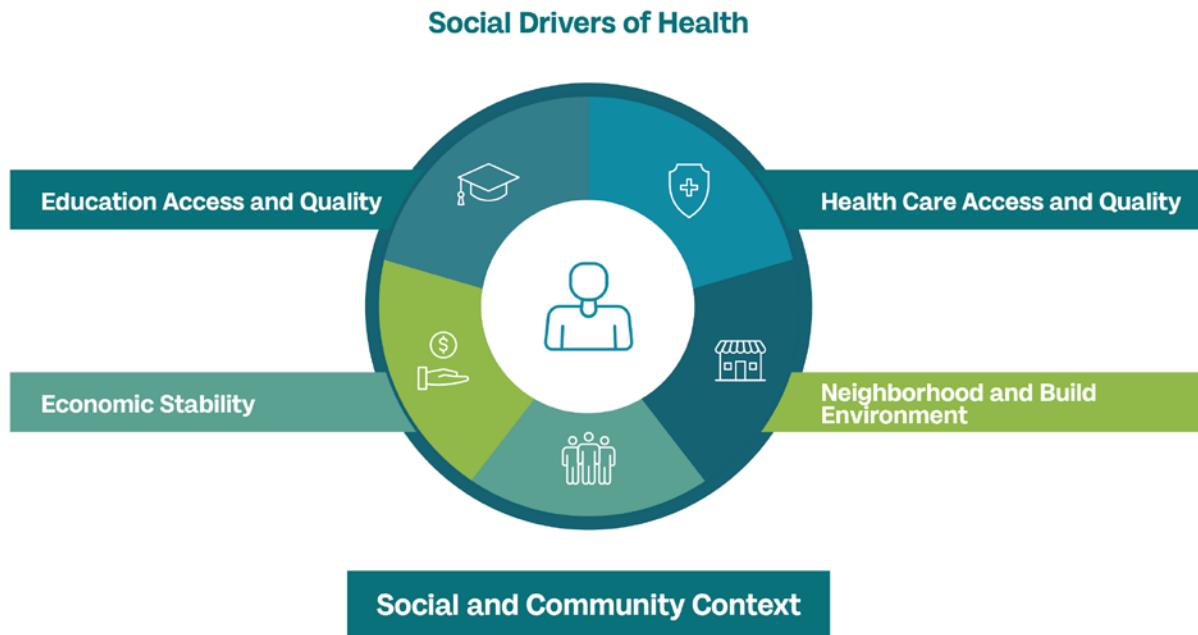 Social Drivers of Health
Education Access and Quality
Health Care Access and Quality
$
Economic Stability
Neighborhood and Build
Environment
Social and Community Context